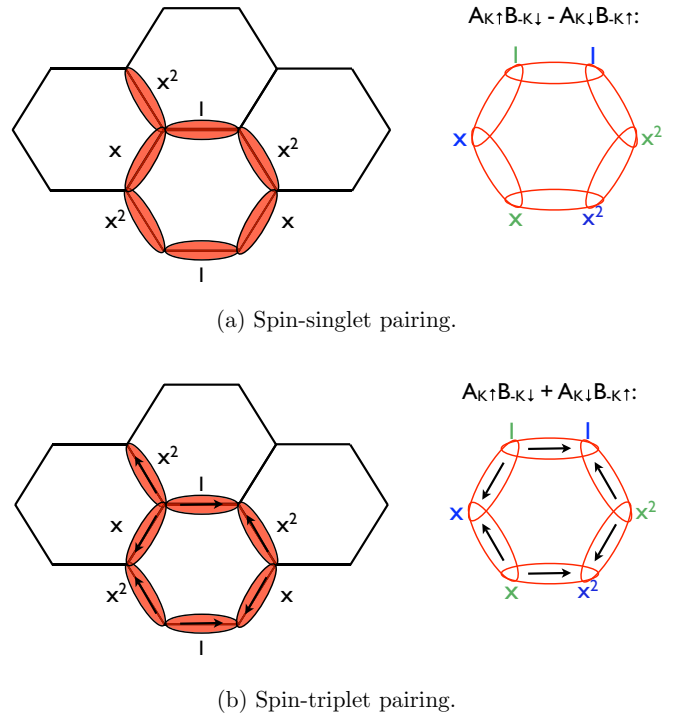 A_K↑B_-K↓ - A_K↓B_-K↑:
x²
I
x
x²
x²
x
I
I
I
x
x²
x
x²
(a) Spin-singlet pairing.
A_K↑B_-K↓ + A_K↓B_-K↑:
x²
I
x
x²
x²
x
I
I
I
x
x²
x
x²
(b) Spin-triplet pairing.